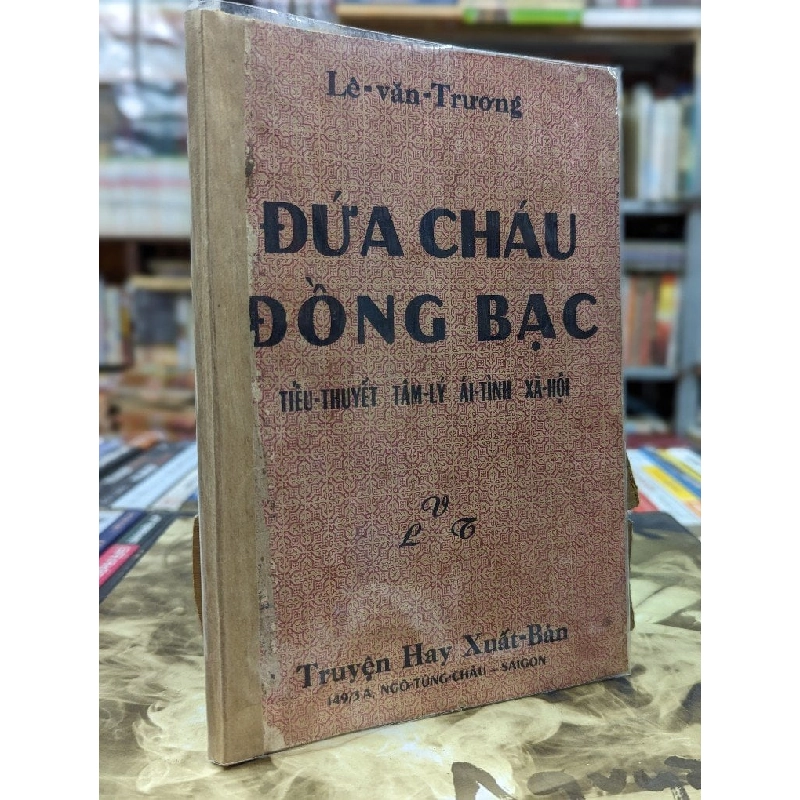 Lê-văn-Trương
ĐỨA CHÁU
ĐỒNG BẠC
TIỂU-THUYẾT TÂM-LÝ ÁI-TÌNH XÃ-HỘI
V
L T
Truyện Hay Xuất-Bản
149/3A, NGÔ-TÙNG-CHÂU – SAIGON